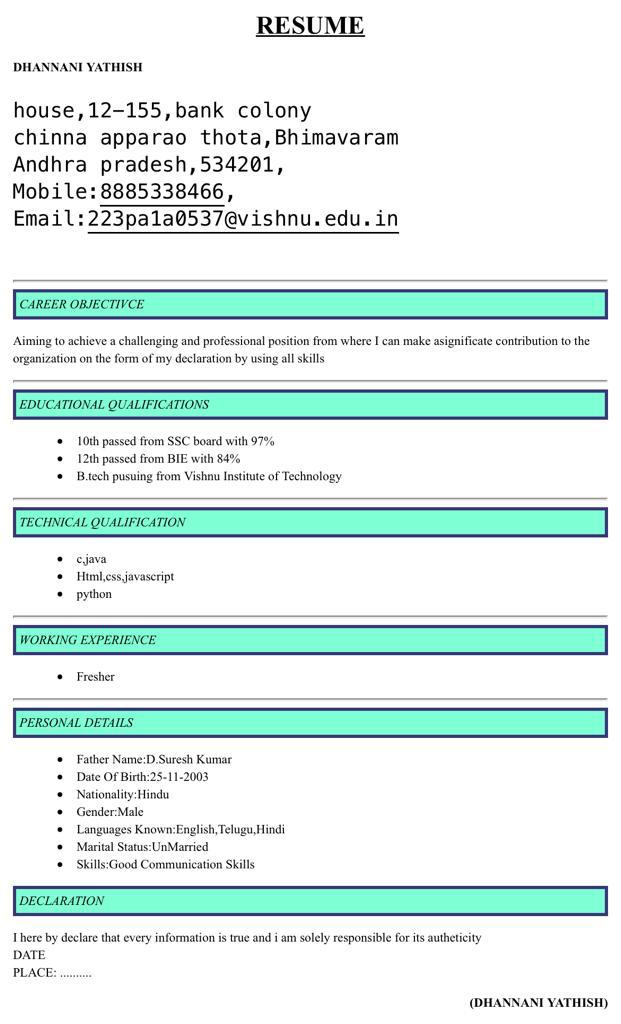 RESUME
DHANNANI YATHISH
house,12-155,bank colony
chinna apparao thota,Bhimavaram
Andhra pradesh,534201,
Mobile:8885338466,
Email:223pa1a0537@vishnu.edu.in
CAREER OBJECTIVCE
Aiming to achieve a challenging and professional position from where I can make asignificate contribution to the
organization on the form of my declaration by using all skills
EDUCATIONAL QUALIFICATIONS
• 10th passed from SSC board with 97%
• 12th passed from BIE with 84%
• B.tech pusuing from Vishnu Institute of Technology
TECHNICAL QUALIFICATION
• c,java
• Html,css,javascript
• python
WORKING EXPERIENCE
• Fresher
PERSONAL DETAILS
• Father Name:D.Suresh Kumar
• Date Of Birth:25-11-2003
• Nationality:Hindu
• Gender:Male
• Languages Known:English,Telugu,Hindi
• Marital Status:UnMarried
• Skills:Good Communication Skills
DECLARATION
I here by declare that every information is true and i am solely responsible for its autheticity
DATE
PLACE: ..........
(DHANNANI YATHISH)